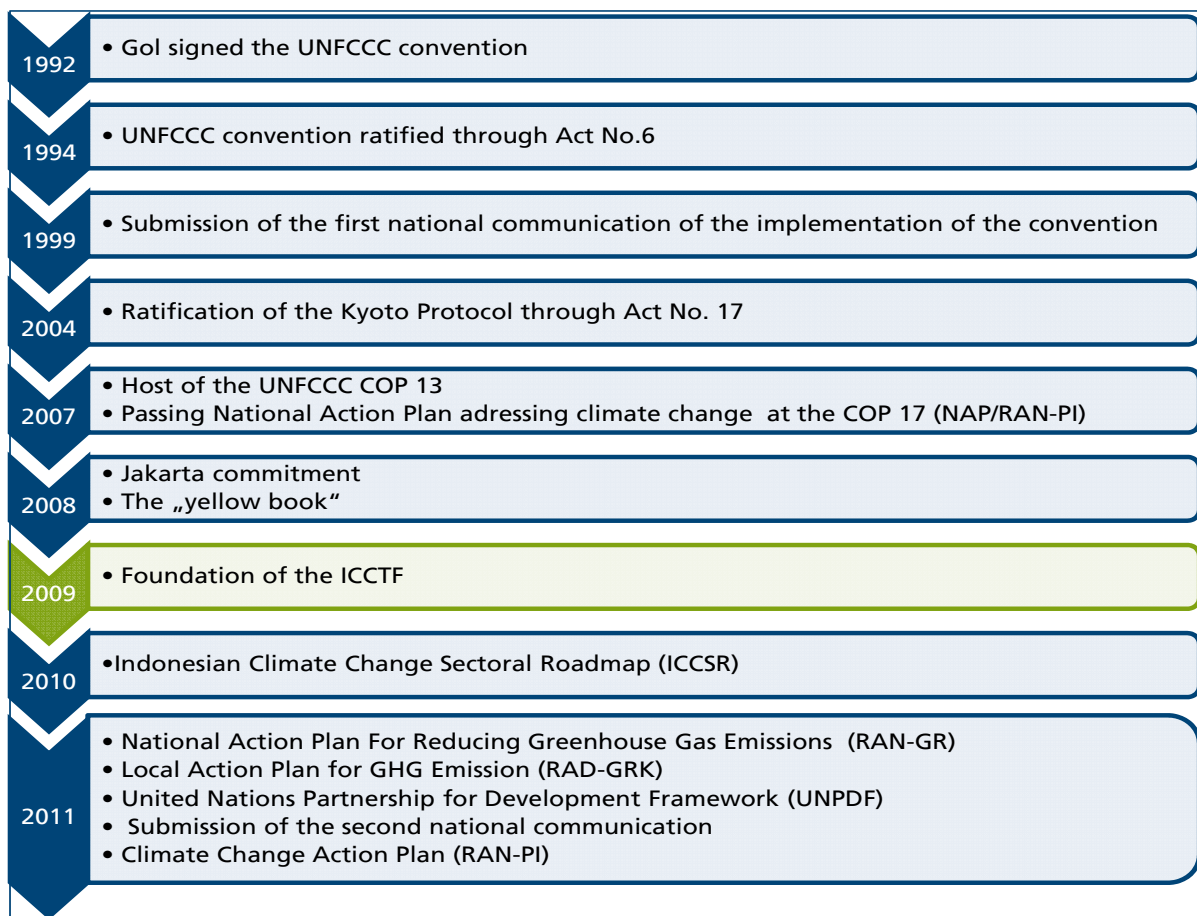 1992
• GoI signed the UNFCCC convention
1994
• UNFCCC convention ratified through Act No.6
1999
• Submission of the first national communication of the implementation of the convention
2004
• Ratification of the Kyoto Protocol through Act No. 17
2007
• Host of the UNFCCC COP 13
• Passing National Action Plan adressing climate change at the COP 17 (NAP/RAN-PI)
2008
• Jakarta commitment
• The „yellow book“
2009
• Foundation of the ICCTF
2010
•Indonesian Climate Change Sectoral Roadmap (ICCSR)
2011
• National Action Plan For Reducing Greenhouse Gas Emissions (RAN-GR)
• Local Action Plan for GHG Emission (RAD-GRK)
• United Nations Partnership for Development Framework (UNPDF)
• Submission of the second national communication
• Climate Change Action Plan (RAN-PI)